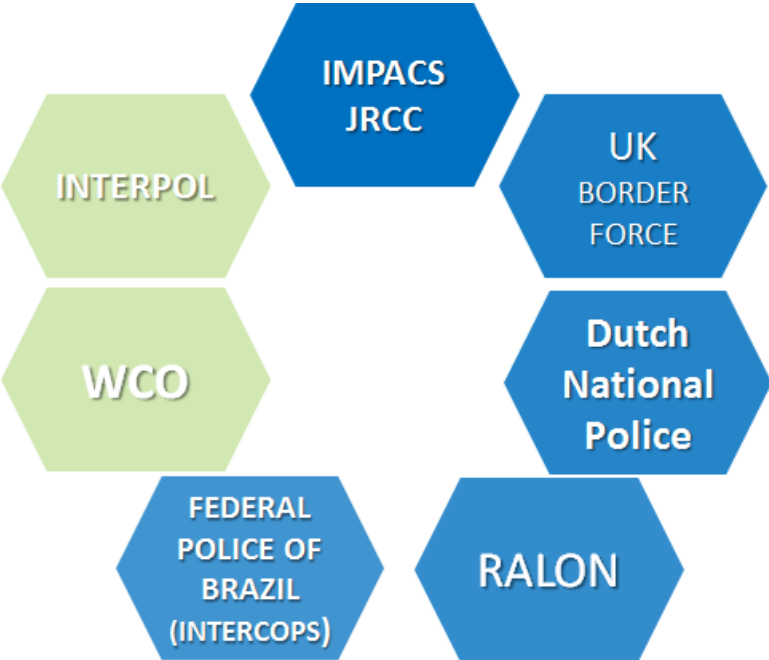 IMPACS
JRCC
INTERPOL
UK
BORDER
FORCE
WCO
Dutch
National
Police
FEDERAL
POLICE OF
BRAZIL
(INTERCOPS)
RALON